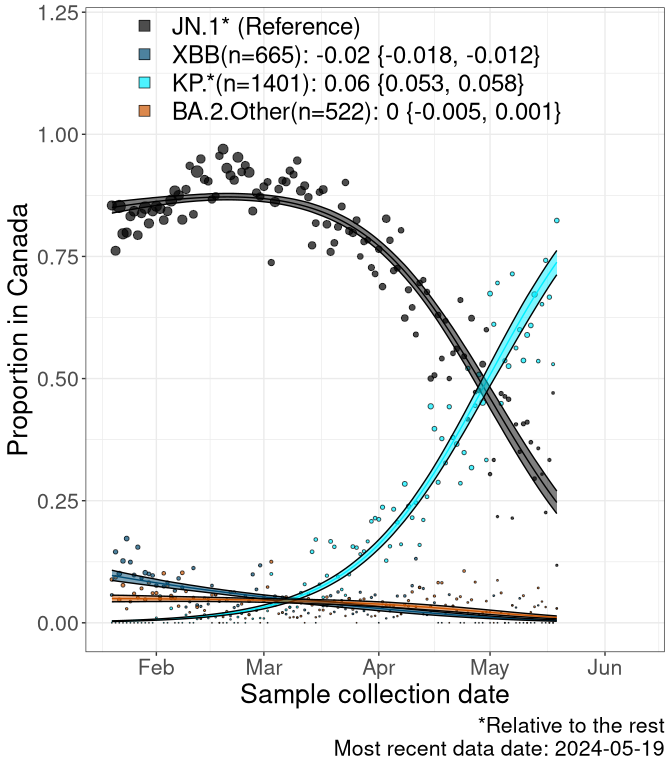 JN.1* (Reference)
XBB(n=665): -0.02 {-0.018, -0.012}
KP.*(n=1401): 0.06 {0.053, 0.058}
BA.2.Other(n=522): 0 {-0.005, 0.001}
1.25
1.00
0.75
0.50
0.25
0.00
Proportion in Canada
Feb Mar Apr May Jun
Sample collection date
*Relative to the rest
Most recent data date: 2024-05-19